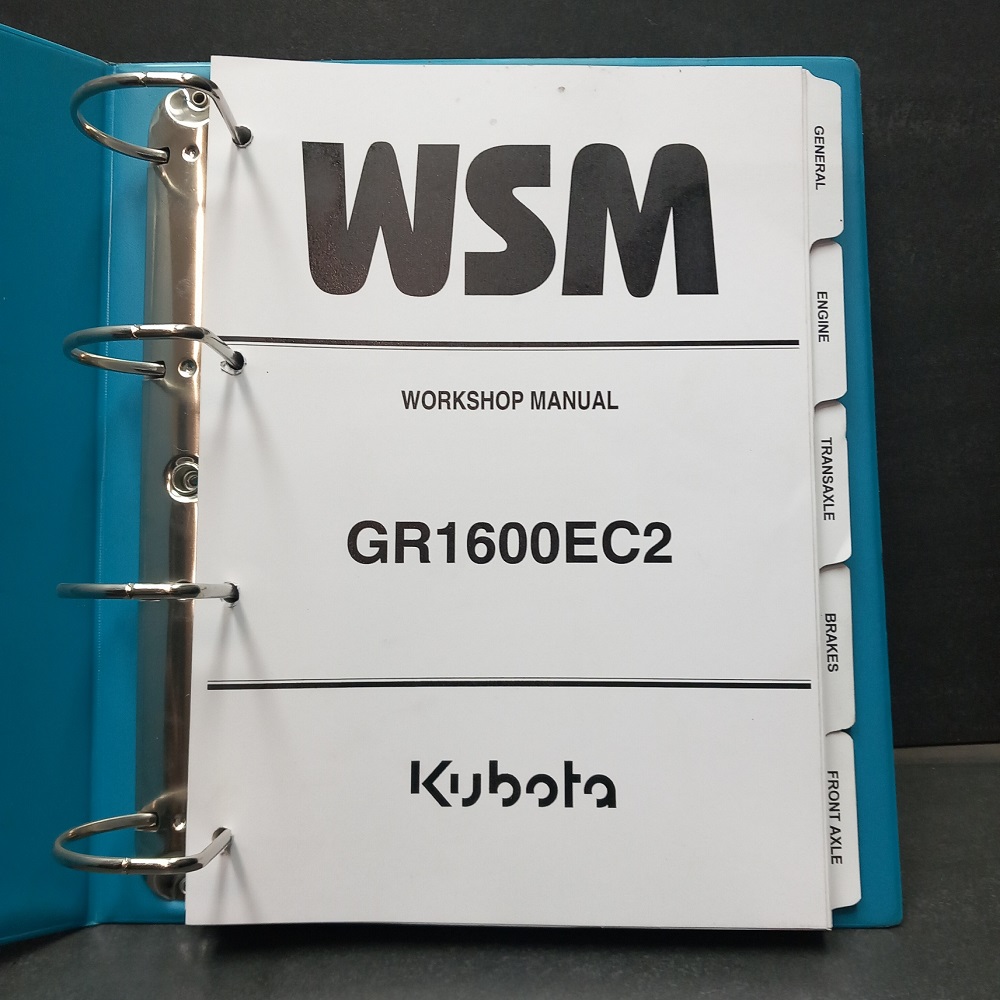 WSM
WORKSHOP MANUAL
GR1600EC2
Kubota
GENERAL
ENGINE
TRANSAXLE
BRAKES
FRONT AXLE